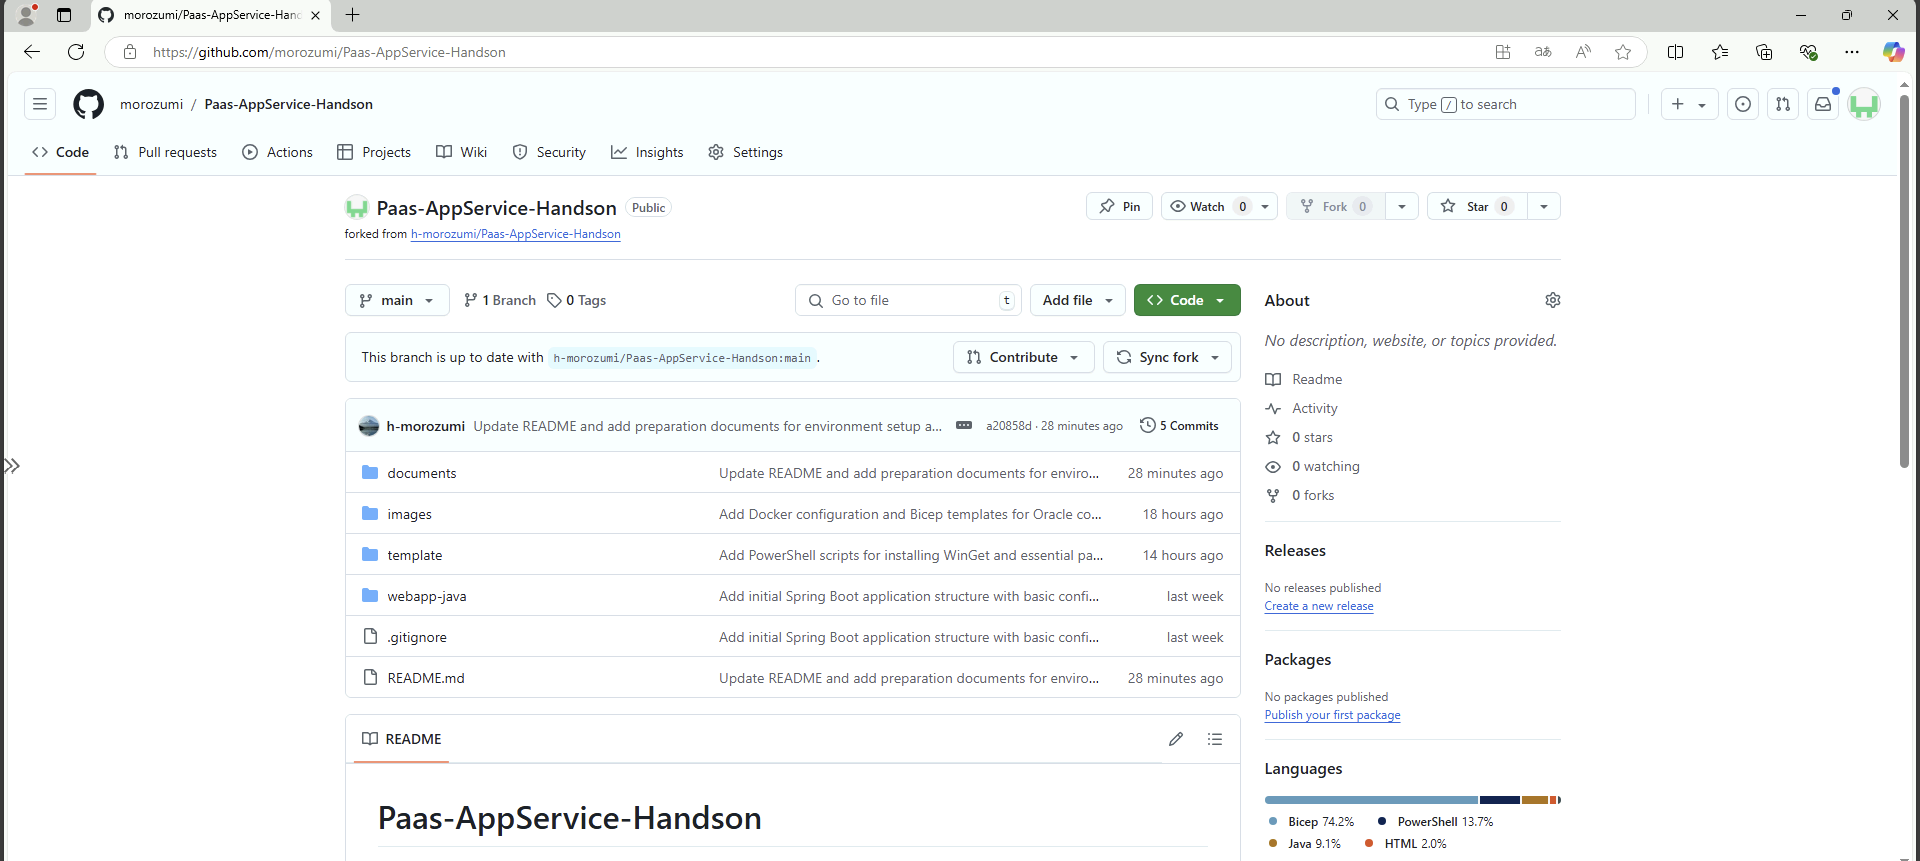 morozumi/Paas-AppService-Hand
https://github.com/morozumi/Paas-AppService-Handson
morozumi / Paas-AppService-Handson
Type / to search
Code Pull requests Actions Projects Wiki Security Insights Settings
Paas-AppService-Handson Public
Pin Watch 0 Fork 0 Star 0
forked from h-morozumi/Paas-AppService-Handson
main 1 Branch 0 Tags Go to file t Add file Code
This branch is up to date with h-morozumi/Paas-AppService-Handson:main .
Contribute Sync fork
h-morozumi Update README and add preparation documents for environment setup a... a20858d · 28 minutes ago 5 Commits
documents Update README and add preparation documents for enviro... 28 minutes ago
images Add Docker configuration and Bicep templates for Oracle co... 18 hours ago
template Add PowerShell scripts for installing WinGet and essential pa... 14 hours ago
webapp-java Add initial Spring Boot application structure with basic confi... last week
.gitignore Add initial Spring Boot application structure with basic confi... last week
README.md Update README and add preparation documents for enviro... 28 minutes ago
README
Paas-AppService-Handson
About
No description, website, or topics provided.
Readme
Activity
0 stars
0 watching
0 forks
Releases
No releases published
Create a new release
Packages
No packages published
Publish your first package
Languages
Bicep 74.2% PowerShell 13.7%
Java 9.1% HTML 2.0%